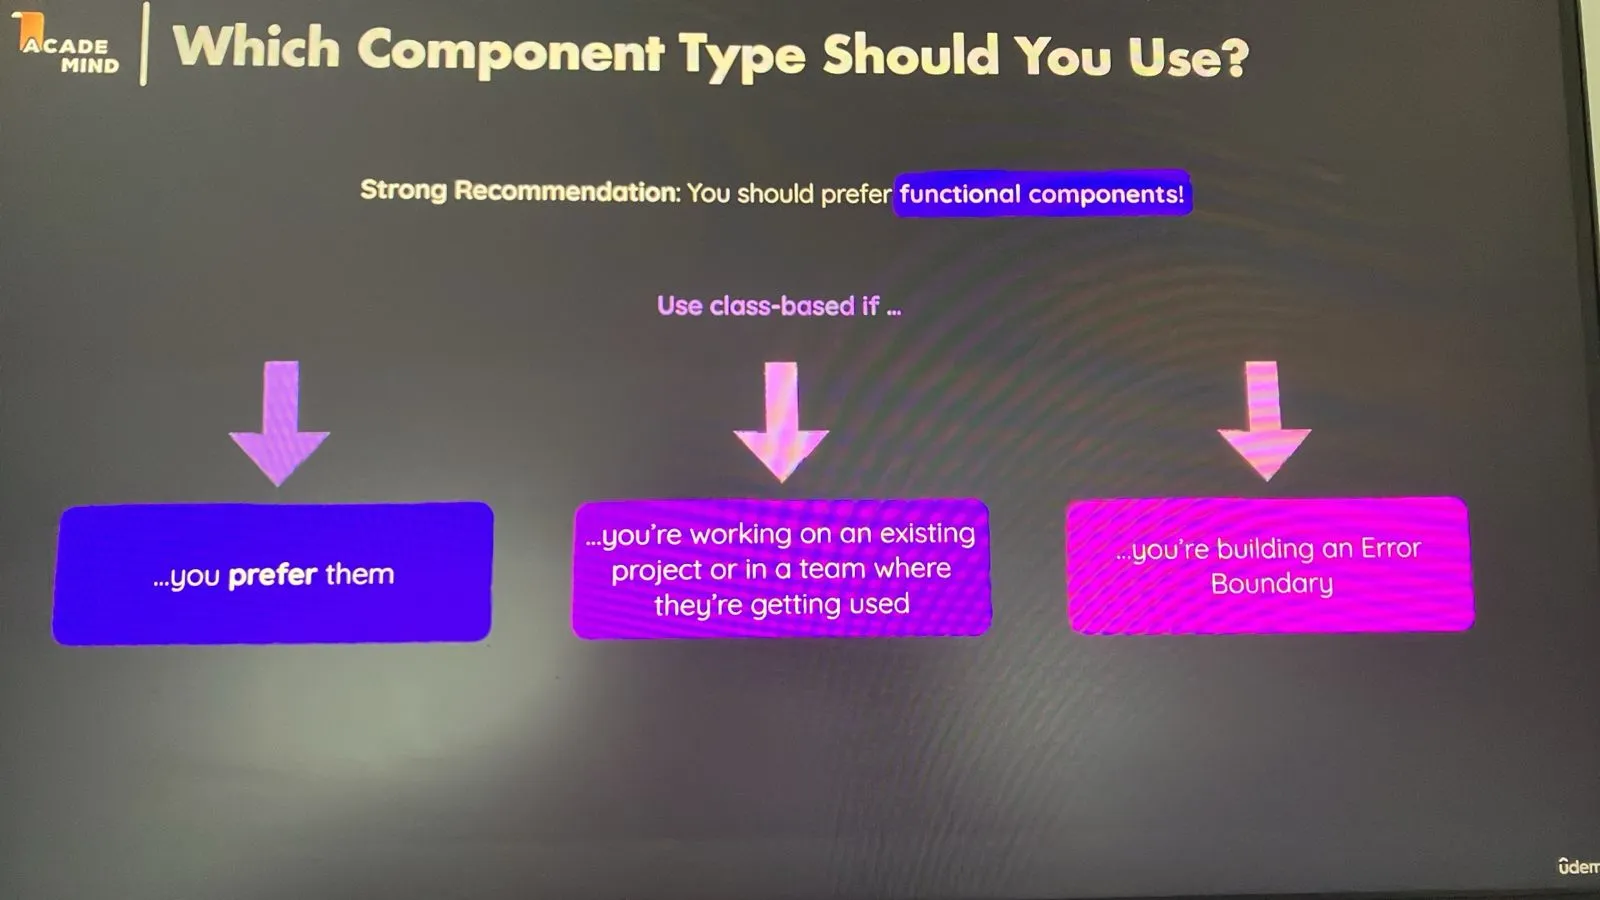 ACADE
MIND
Which Component Type Should You Use?
Strong Recommendation: You should prefer functional components!
Use class-based if ...
...you prefer them
...you're working on an existing
project or in a team where
they're getting used
...you're building an Error
Boundary
ûdem